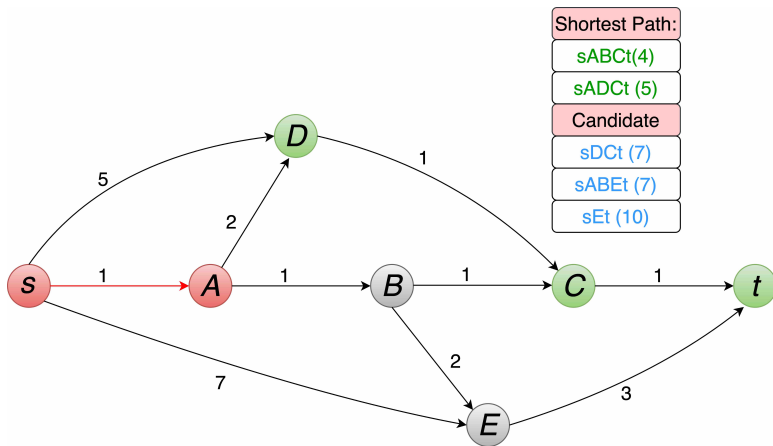 Shortest Path:
sABCt(4)
sADCt (5)
Candidate
sDCt (7)
sABEt (7)
sEt (10)
D
5
1
2
s
1
A
1
B
1
C
1
t
2
7
3
E